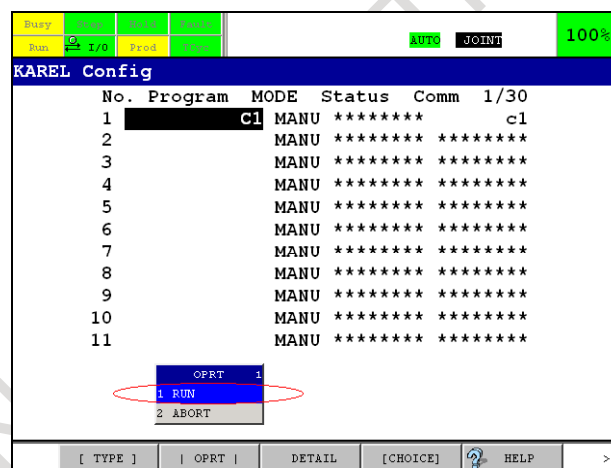 Busy Step Hold Fault
Run I/O Prod TCyc
AUTO JOINT 100%
KAREL Config
No. Program MODE Status Comm 1/30
1 C1 MANU ******** c1
2 MANU ******** ********
3 MANU ******** ********
4 MANU ******** ********
5 MANU ******** ********
6 MANU ******** ********
7 MANU ******** ********
8 MANU ******** ********
9 MANU ******** ********
10 MANU ******** ********
11 MANU ******** ********
OPRT 1
1 RUN
2 ABORT
[ TYPE ] | OPRT | DETAIL [CHOICE] ? HELP >